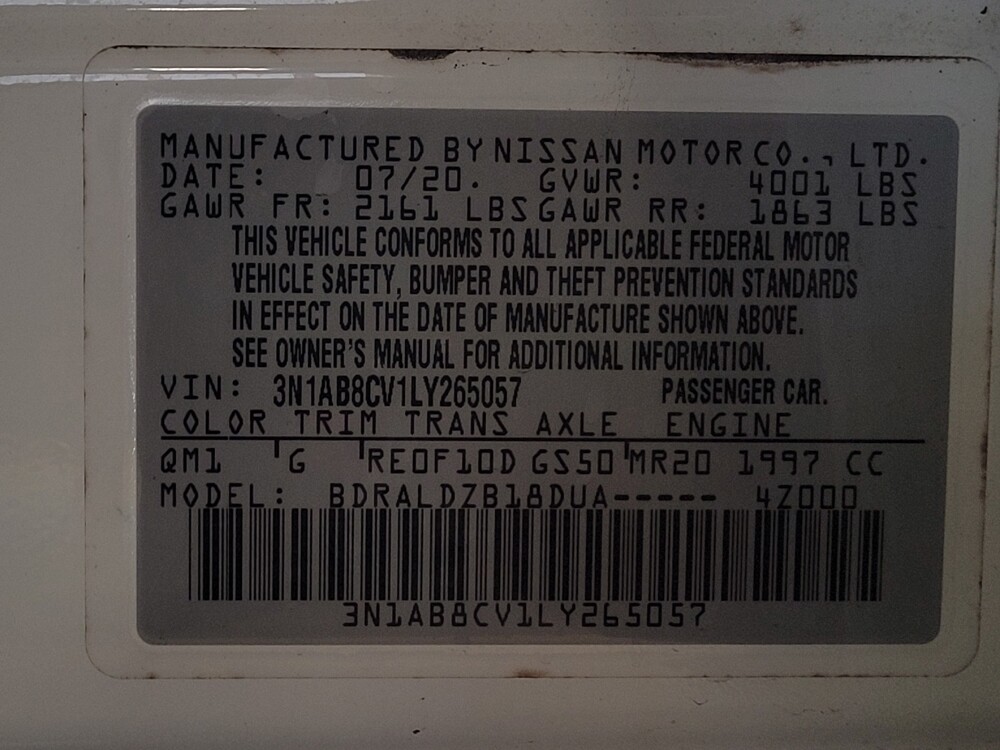 MANUFACTURED BY NISSAN MOTOR CO., LTD.
DATE: 07/20. GVWR: 4001 LBS
GAWR FR: 2161 LBS GAWR RR: 1863 LBS
THIS VEHICLE CONFORMS TO ALL APPLICABLE FEDERAL MOTOR
VEHICLE SAFETY, BUMPER AND THEFT PREVENTION STANDARDS
IN EFFECT ON THE DATE OF MANUFACTURE SHOWN ABOVE.
SEE OWNER'S MANUAL FOR ADDITIONAL INFORMATION.
VIN: 3N1AB8CV1LY265057 PASSENGER CAR.
COLOR TRIM TRANS AXLE ENGINE
QM1 G RE0F10D GS50 MR20 1997 CC
MODEL: BDRALDZB18DUA----- 4Z000
3N1AB8CV1LY265057